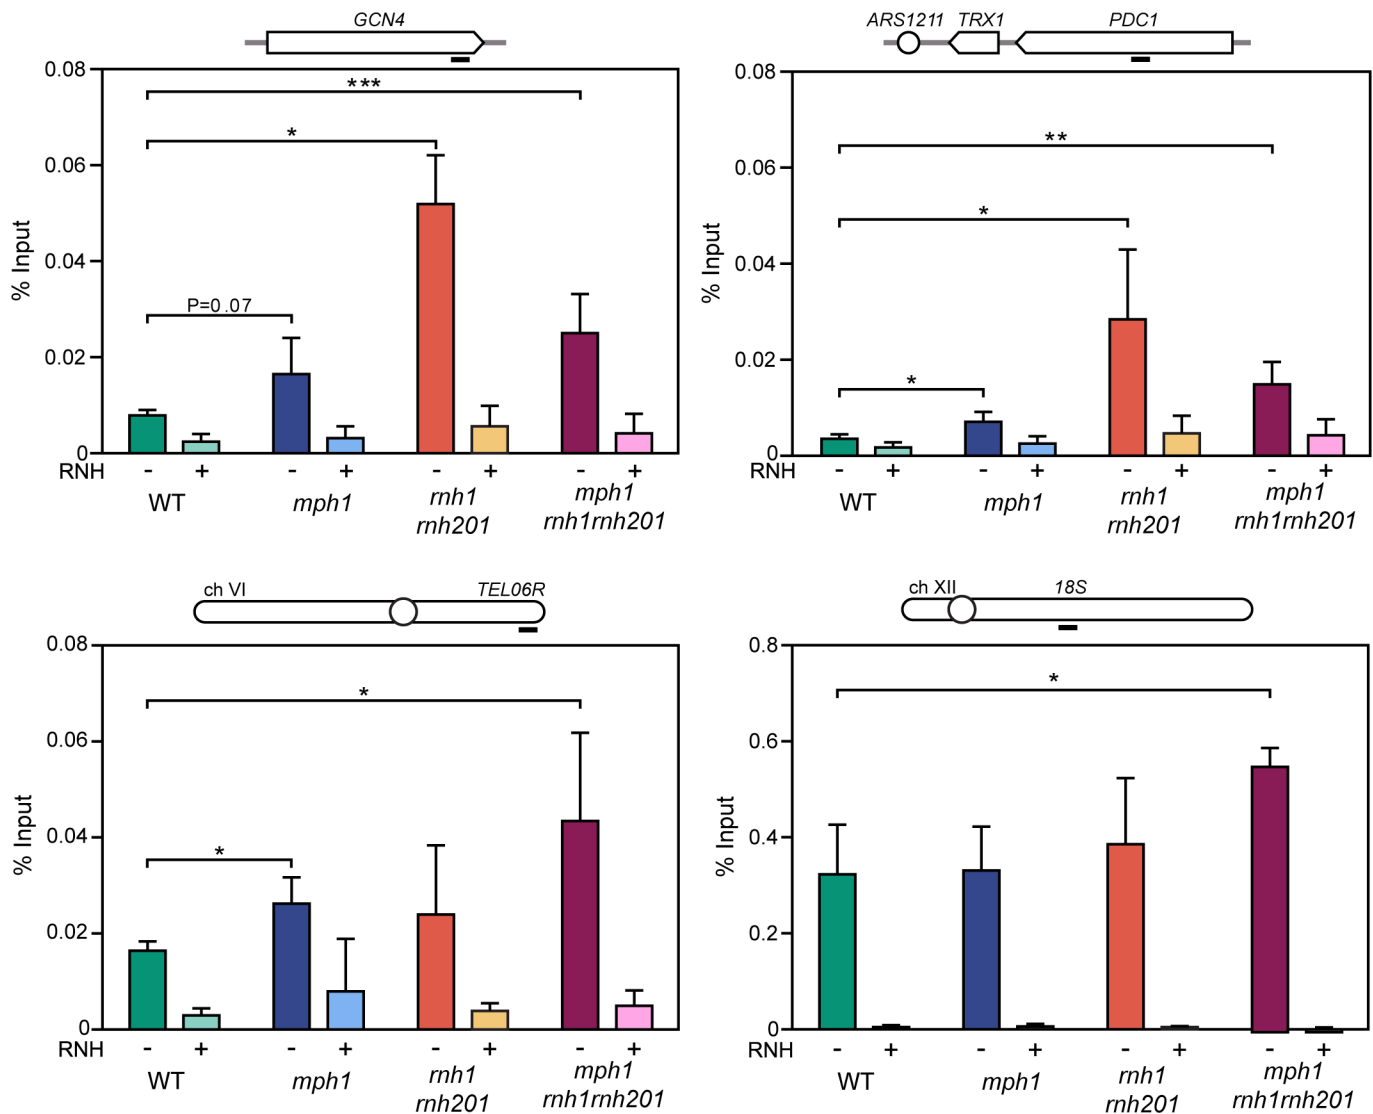 GCN4
0.08
0.06
0.04
0.02
0
% Input
***
*
P=0.07
RNH - + - + - + - +
WT mph1 rnh1 mph1
rnh201 rnh1rnh201
ARS1211 TRX1 PDC1
0.08
0.06
0.04
0.02
0
% Input
**
*
*
RNH - + - + - + - +
WT mph1 rnh1 mph1
rnh201 rnh1rnh201
ch VI TEL06R
0.08
0.06
0.04
0.02
0
% Input
*
*
RNH - + - + - + - +
WT mph1 rnh1 mph1
rnh201 rnh1rnh201
ch XII 18S
0.8
0.6
0.4
0.2
0
% Input
*
RNH - + - + - + - +
WT mph1 rnh1 mph1
rnh201 rnh1rnh201